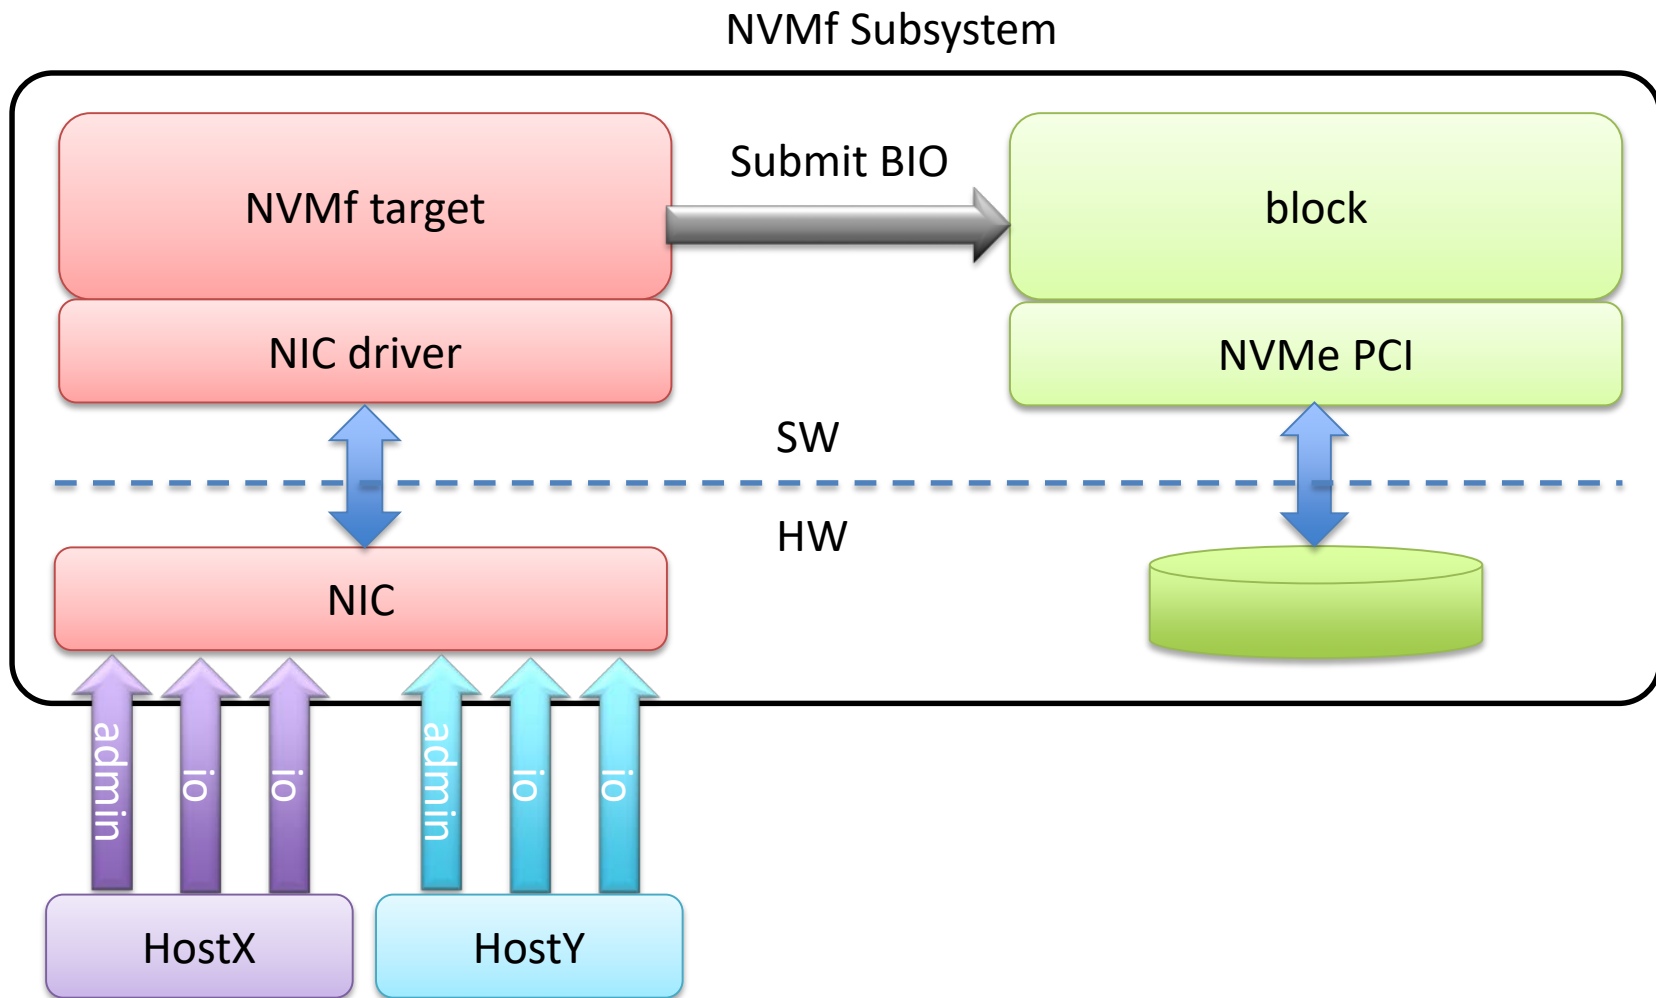 NVMf Subsystem
NVMf target
Submit BIO
block
NIC driver
NVMe PCI
SW
HW
NIC
admin
io
io
admin
io
io
HostX
HostY